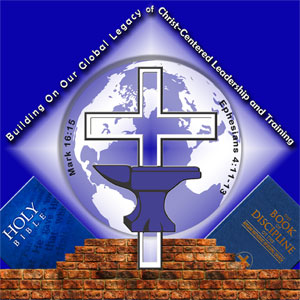 Building On Our Global Legacy of
Christ-Centered Leadership and Training
Mark 16:15
Ephesians 4:11-13
HOLY
BIBLE
BOOK
OF
DISCIPLINE